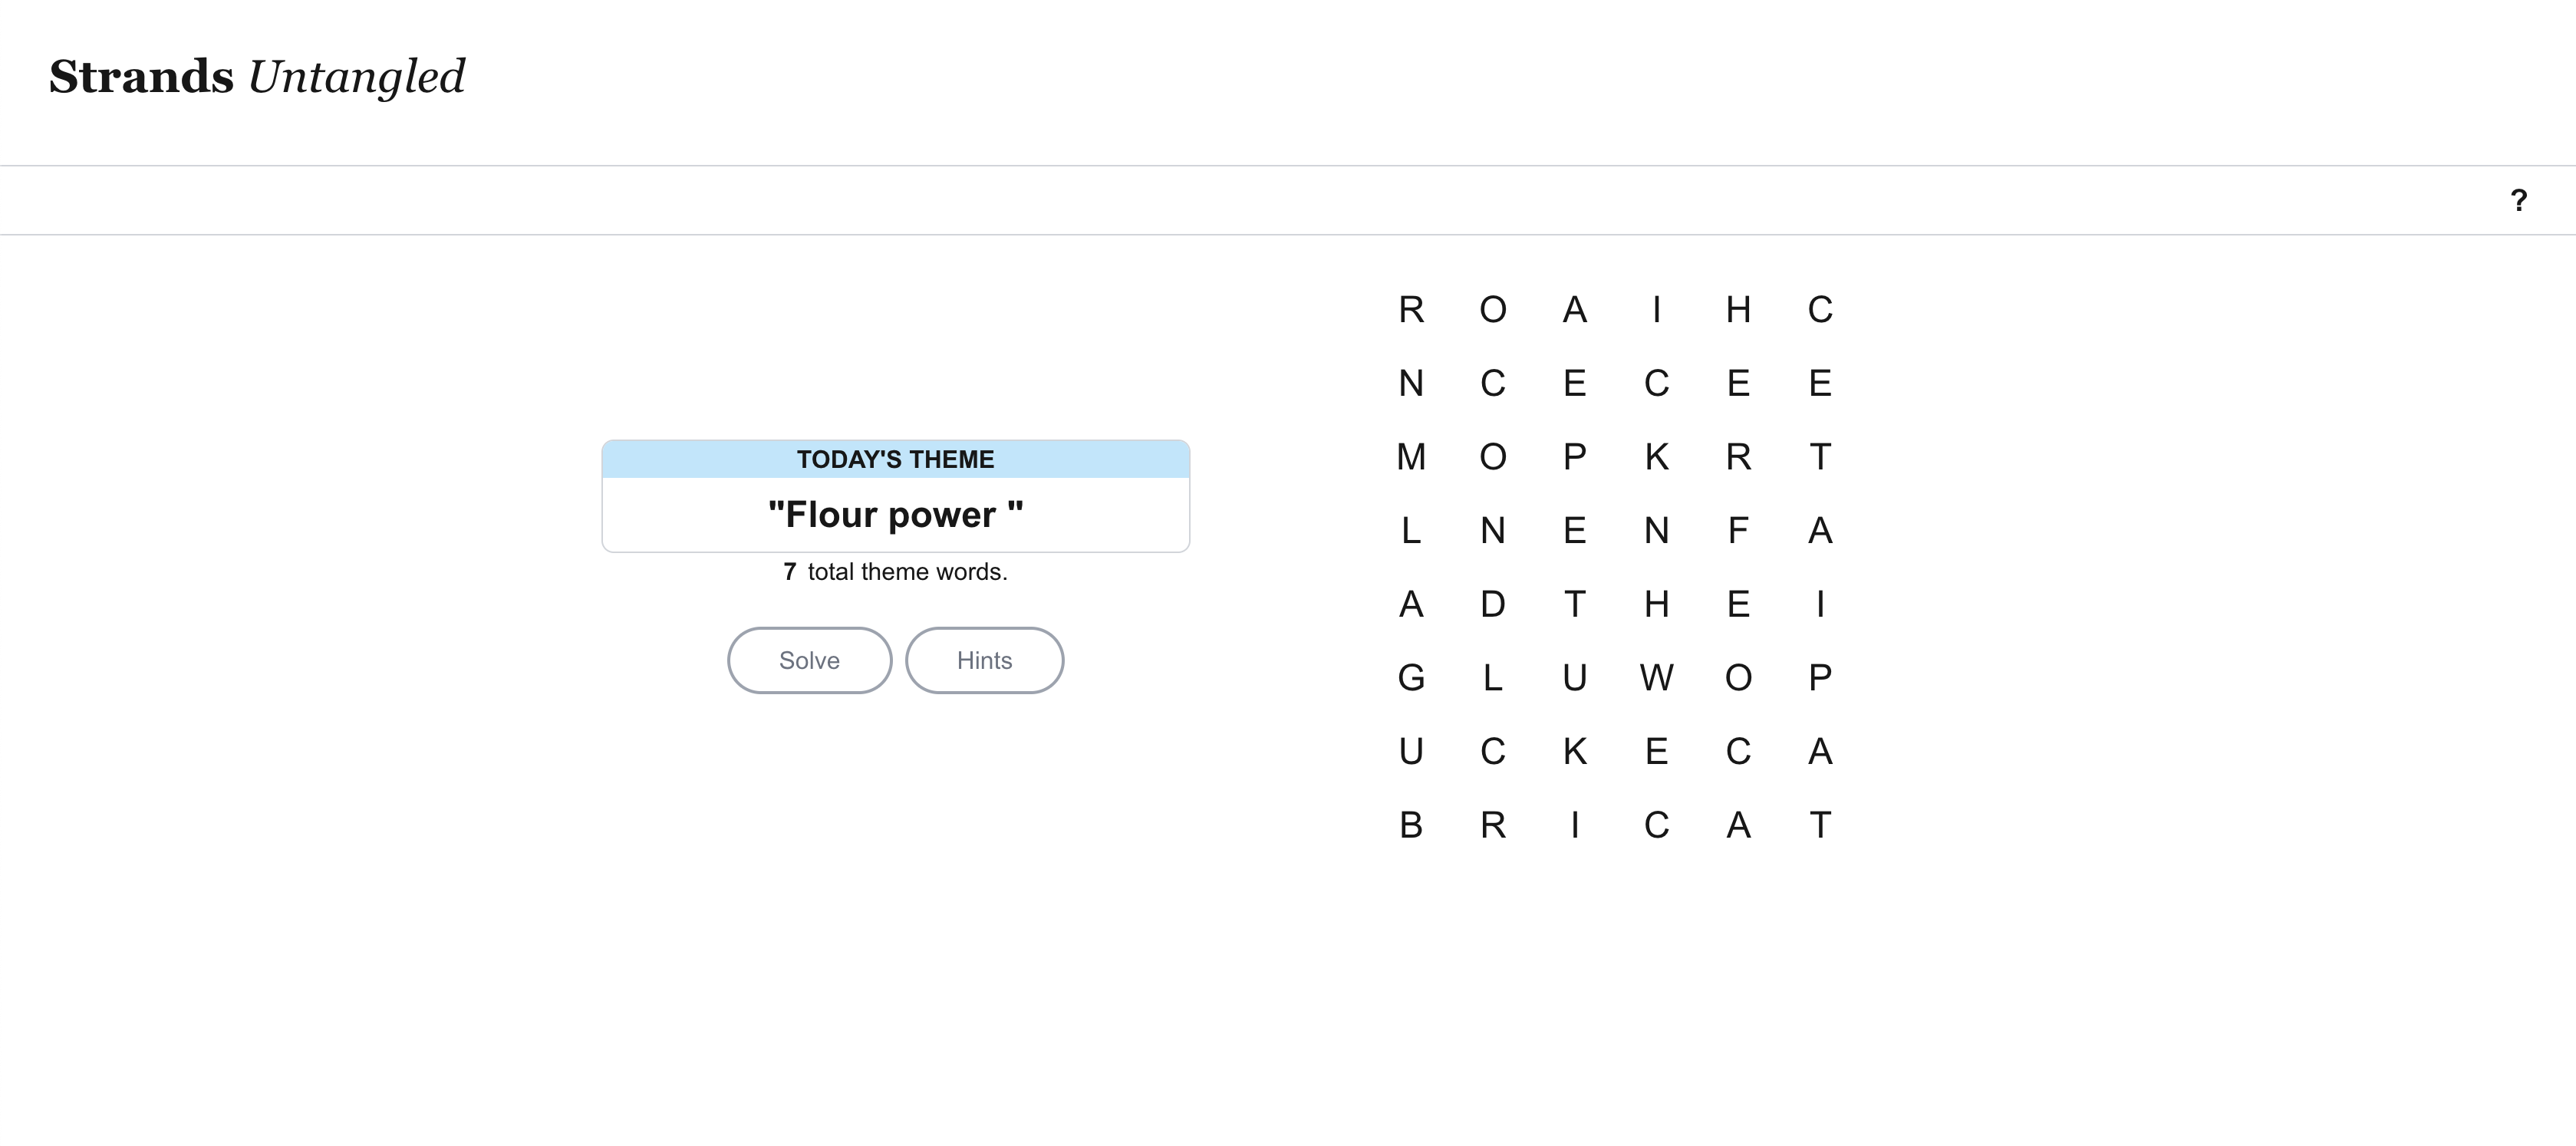 Strands Untangled
?
TODAY'S THEME
"Flour power "
7 total theme words.
Solve Hints
R O A I H C
N C E C E E
M O P K R T
L N E N F A
A D T H E I
G L U W O P
U C K E C A
B R I C A T